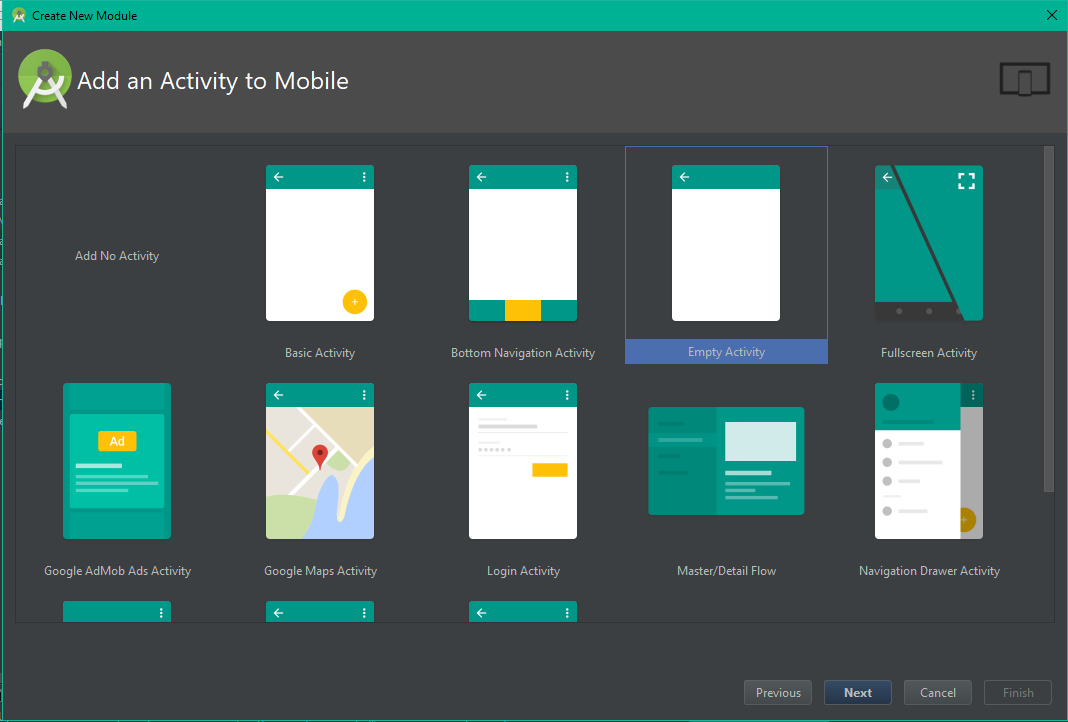 Create New Module
Add an Activity to Mobile
Add No Activity
Basic Activity
Bottom Navigation Activity
Empty Activity
Fullscreen Activity
Ad
Google AdMob Ads Activity
Google Maps Activity
Login Activity
Master/Detail Flow
Navigation Drawer Activity
Previous
Next
Cancel
Finish